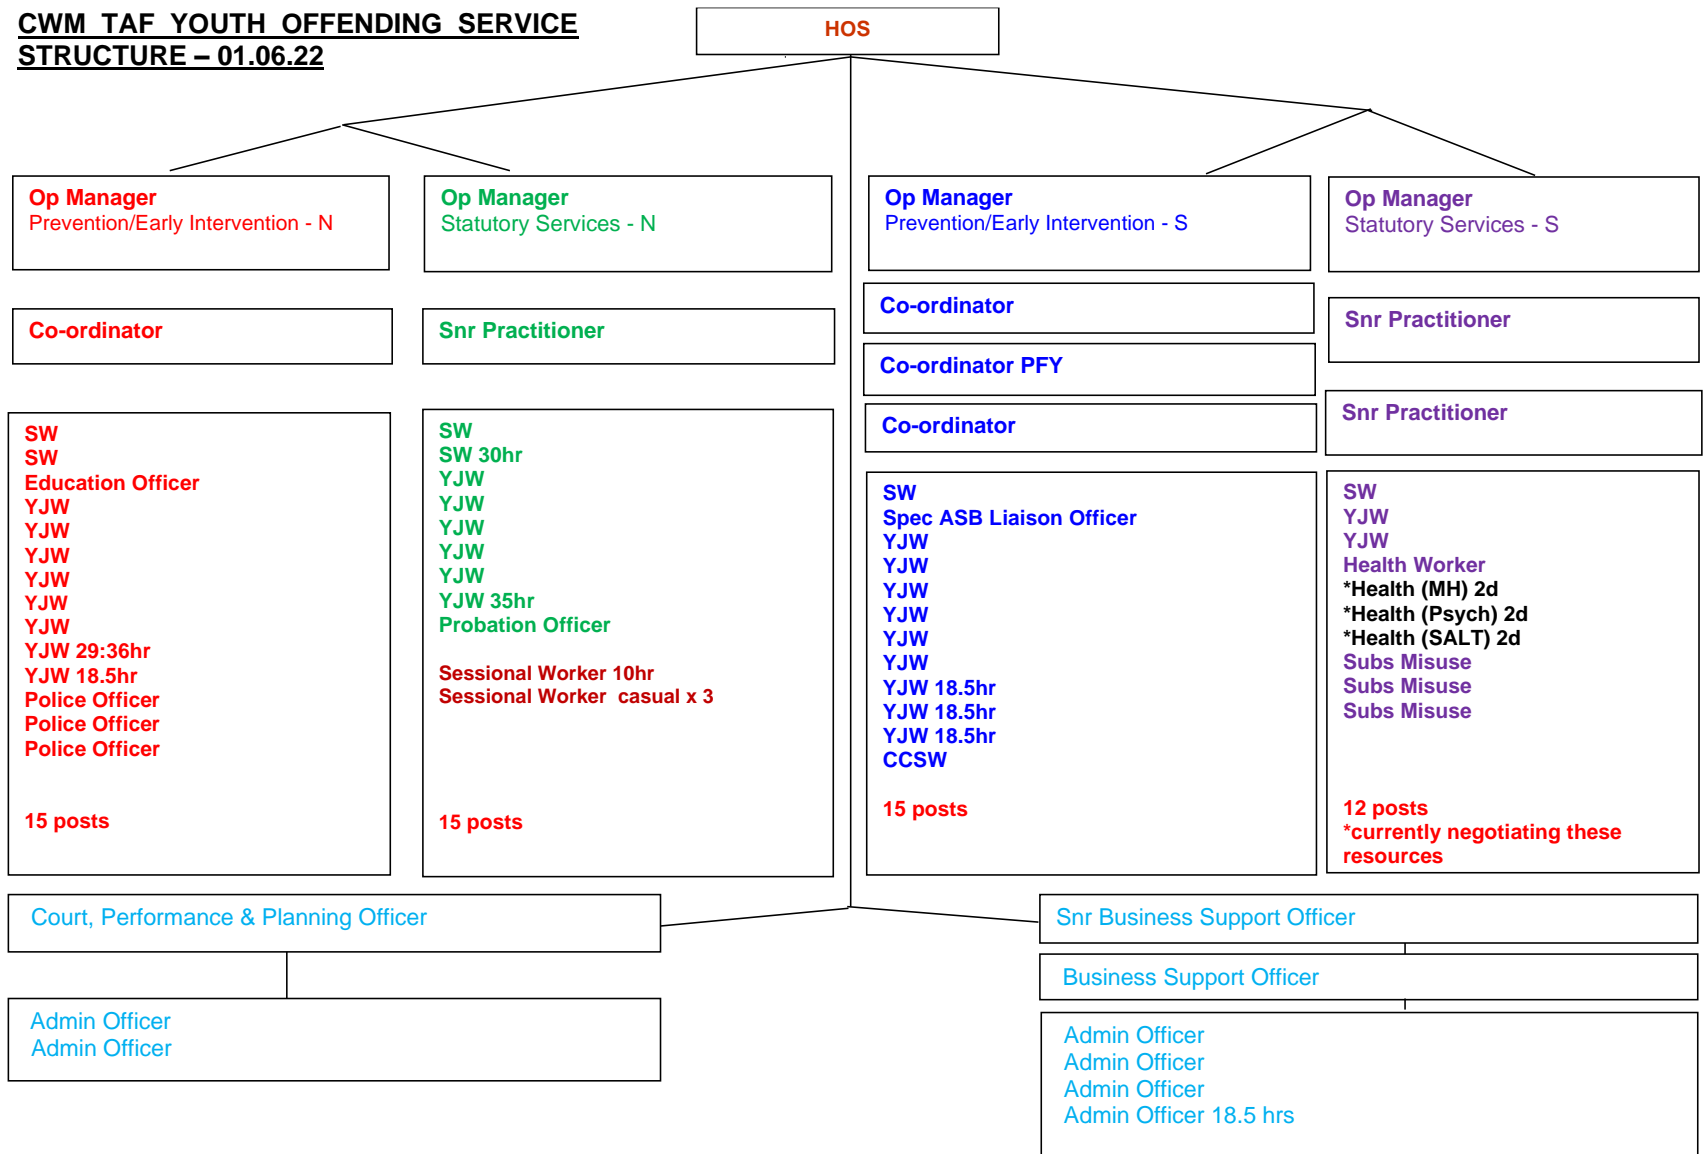 CWM TAF YOUTH OFFENDING SERVICE
STRUCTURE – 01.06.22
HOS
Op Manager
Prevention/Early Intervention - N
Op Manager
Statutory Services - N
Op Manager
Prevention/Early Intervention - S
Op Manager
Statutory Services - S
Co-ordinator
Snr Practitioner
Co-ordinator
Co-ordinator PFY
Co-ordinator
Snr Practitioner
Snr Practitioner
SW
SW
Education Officer
YJW
YJW
YJW
YJW
YJW
YJW
YJW 29:36hr
YJW 18.5hr
Police Officer
Police Officer
Police Officer
15 posts
SW
SW 30hr
YJW
YJW
YJW
YJW
YJW
YJW 35hr
Probation Officer
Sessional Worker 10hr
Sessional Worker casual x 3
15 posts
SW
Spec ASB Liaison Officer
YJW
YJW
YJW
YJW
YJW
YJW
YJW 18.5hr
YJW 18.5hr
YJW 18.5hr
CCSW
15 posts
SW
YJW
YJW
Health Worker
*Health (MH) 2d
*Health (Psych) 2d
*Health (SALT) 2d
Subs Misuse
Subs Misuse
Subs Misuse
12 posts
*currently negotiating these
resources
Court, Performance & Planning Officer
Admin Officer
Admin Officer
Snr Business Support Officer
Business Support Officer
Admin Officer
Admin Officer
Admin Officer
Admin Officer 18.5 hrs